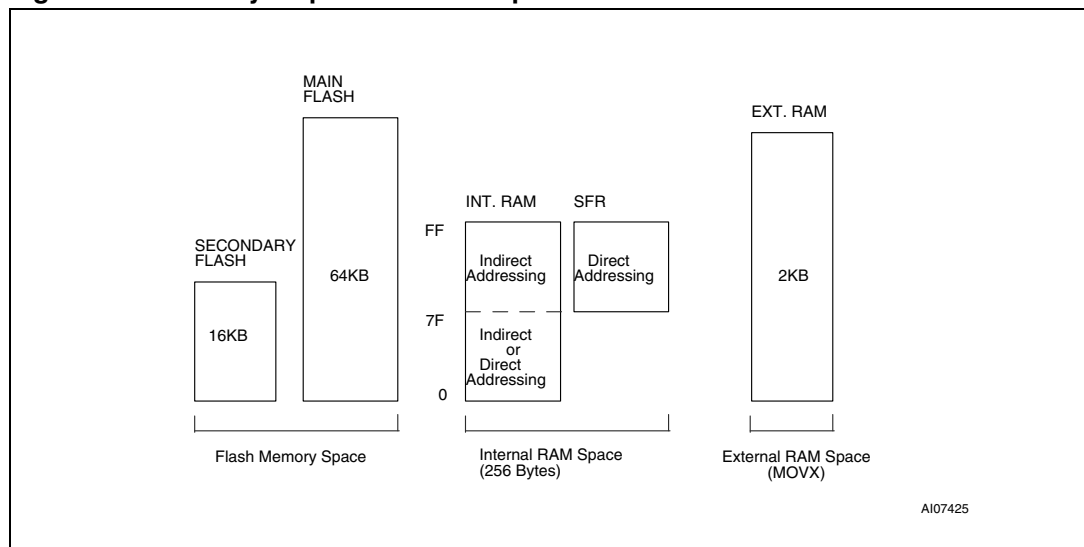 MAIN
FLASH
EXT. RAM
INT. RAM
SFR
FF
SECONDARY
FLASH
Indirect
Addressing
Direct
Addressing
64KB
2KB
7F
16KB
Indirect
or
Direct
Addressing
0
Flash Memory Space
Internal RAM Space
(256 Bytes)
External RAM Space
(MOVX)
AI07425